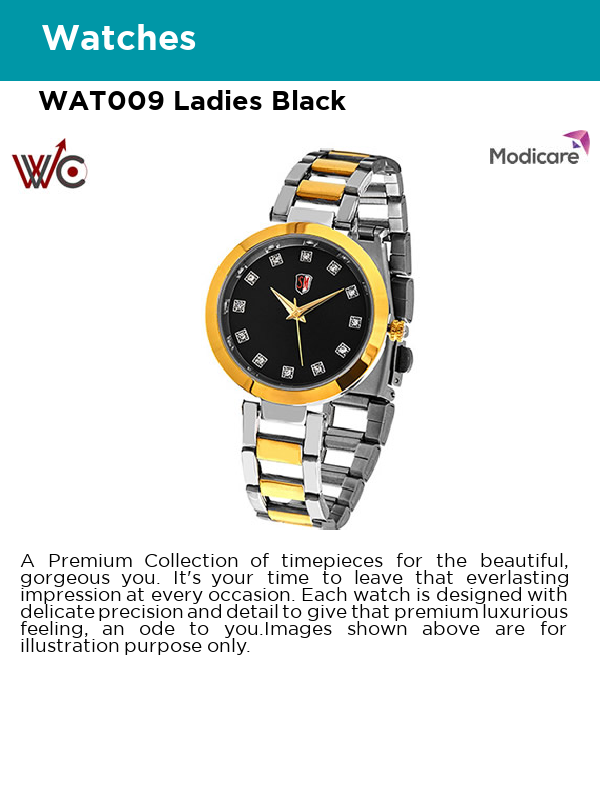 Watches
WAT009 Ladies Black
WC
Modicare
A Premium Collection of timepieces for the beautiful,
gorgeous you. It's your time to leave that everlasting
impression at every occasion. Each watch is designed with
delicate precision and detail to give that premium luxurious
feeling, an ode to you.Images shown above are for
illustration purpose only.